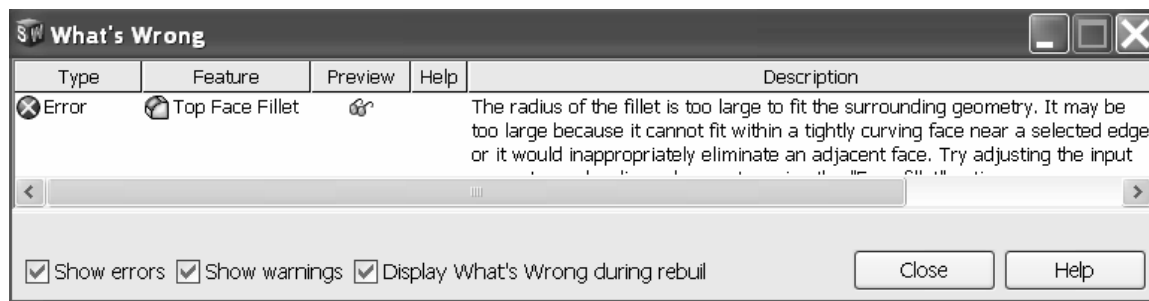 SW What's Wrong
Type Feature Preview Help Description
Error Top Face Fillet The radius of the fillet is too large to fit the surrounding geometry. It may be
too large because it cannot fit within a tightly curving face near a selected edge
or it would inappropriately eliminate an adjacent face. Try adjusting the input
Show errors Show warnings Display What's Wrong during rebuil
Close Help